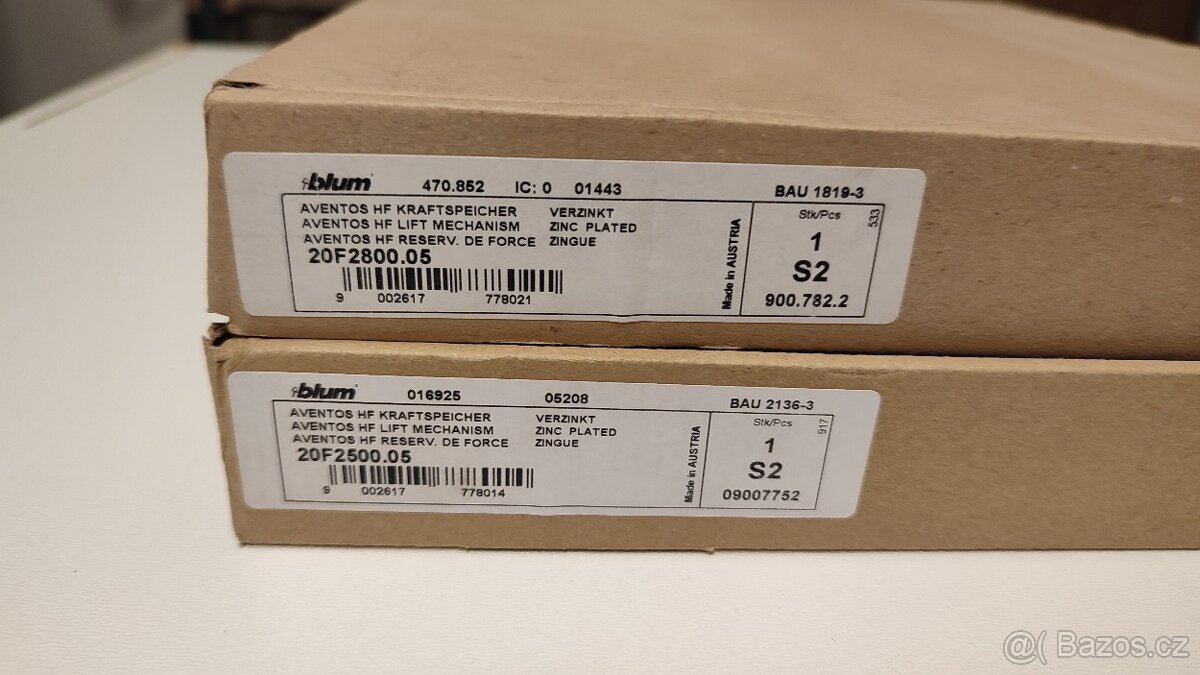 blum 470.852 IC: 0 01443 BAU 1819-3
AVENTOS HF KRAFTSPEICHER VERZINKT
AVENTOS HF LIFT MECHANISM ZINC PLATED
AVENTOS HF RESERV. DE FORCE ZINGUE
20F2800.05
9 002617 778021
Made in AUSTRIA
Stk/Pcs
533
1
S2
900.782.2
blum 016925 05208 BAU 2136-3
AVENTOS HF KRAFTSPEICHER VERZINKT
AVENTOS HF LIFT MECHANISM ZINC PLATED
AVENTOS HF RESERV. DE FORCE ZINGUE
20F2500.05
9 002617 778014
Made in AUSTRIA
Stk/Pcs
917
1
S2
09007752
@( Bazos.cz